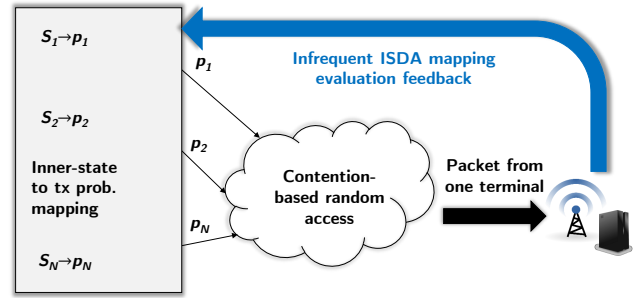 S1→p1
S2→p2
Inner-state
to tx prob.
mapping
SN→pN
p1
p2
pN
Infrequent ISDA mapping
evaluation feedback
Contention-
based random
access
Packet from
one terminal